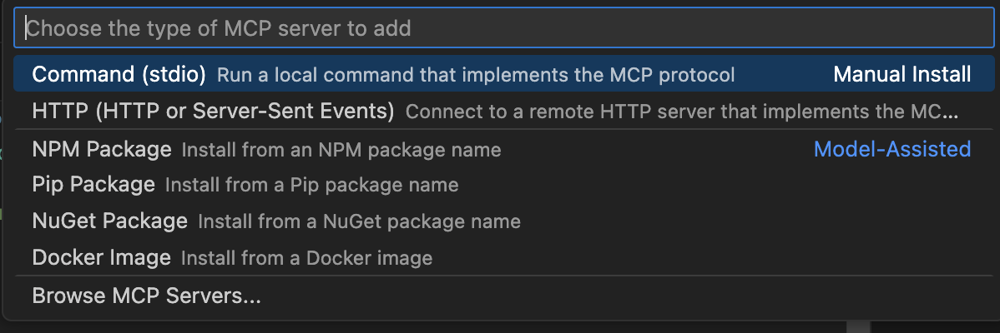 Choose the type of MCP server to add
Command (stdio) Run a local command that implements the MCP protocol Manual Install
HTTP (HTTP or Server-Sent Events) Connect to a remote HTTP server that implements the MC...
NPM Package Install from an NPM package name Model-Assisted
Pip Package Install from a Pip package name
NuGet Package Install from a NuGet package name
Docker Image Install from a Docker image
Browse MCP Servers...